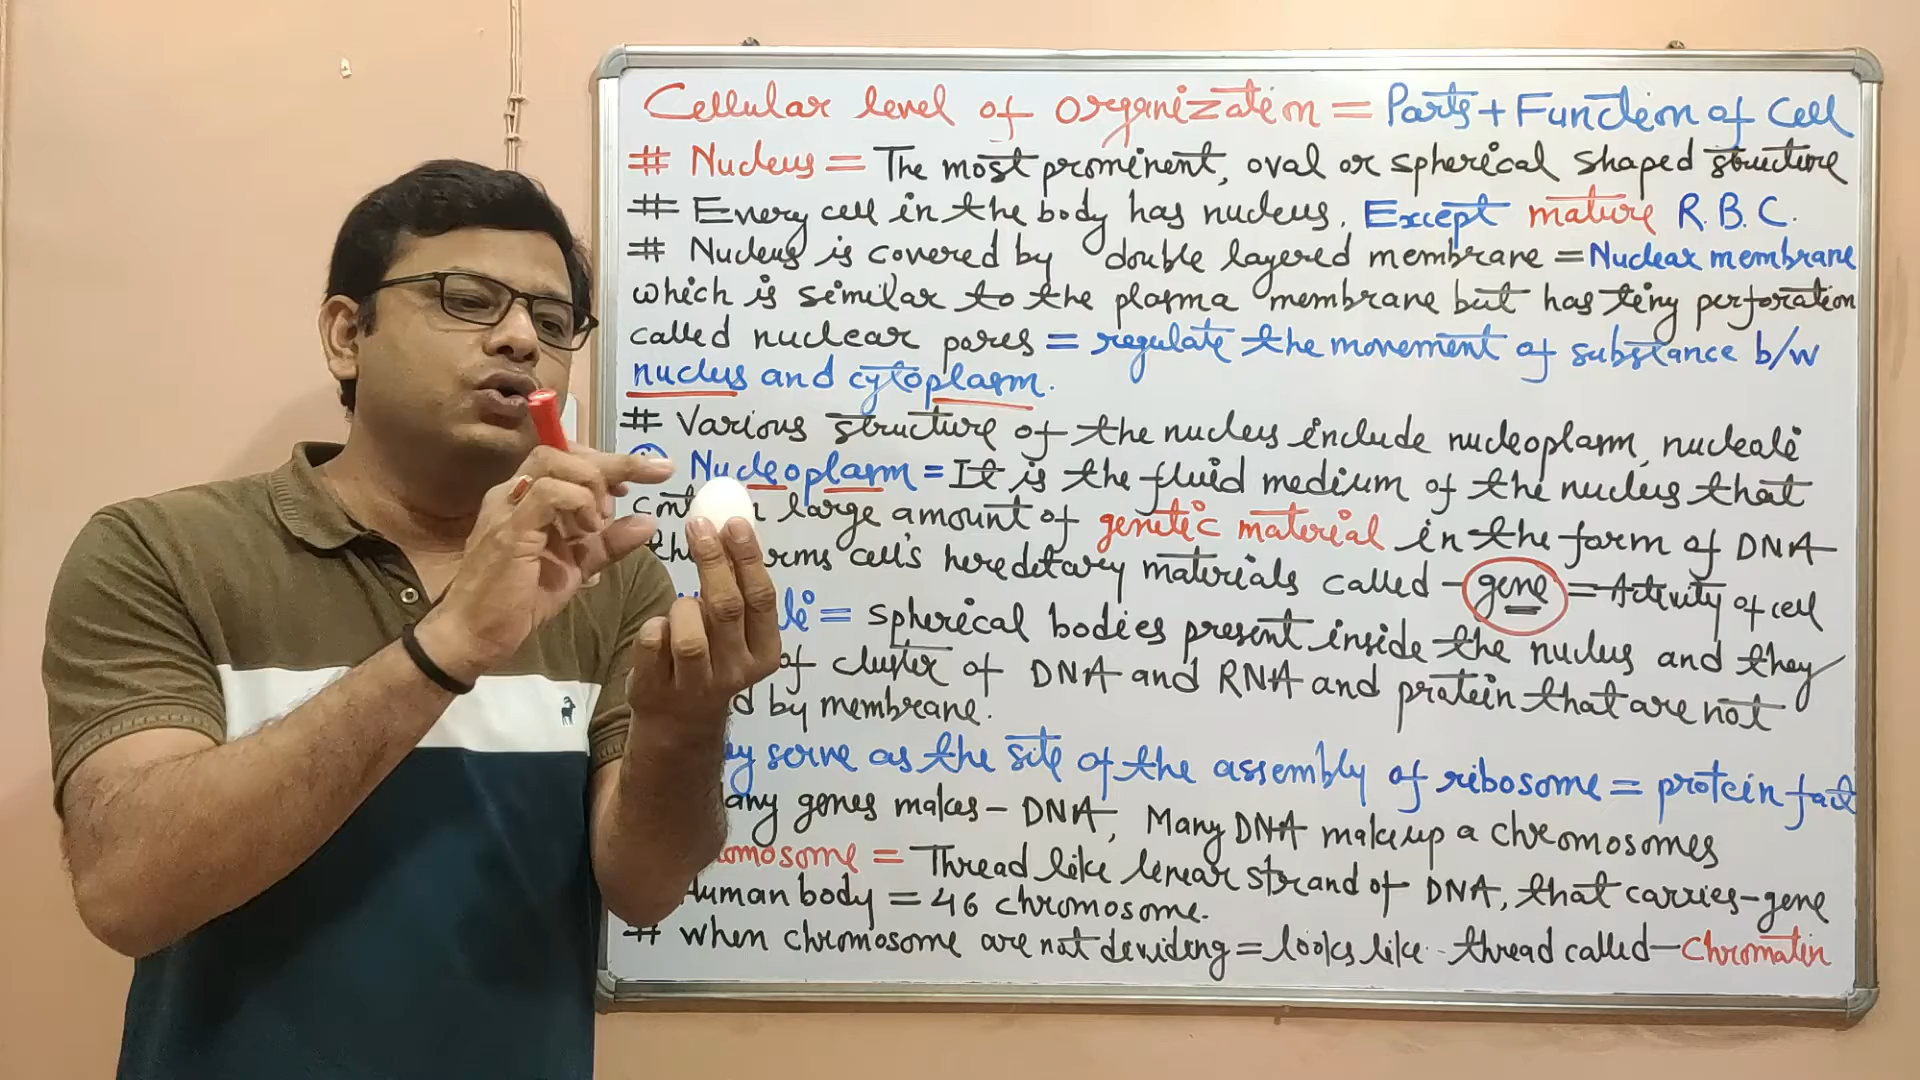 Cellular level of organization = Parts + Function of Cell
# Nucleus = The most prominent, oval or spherical shaped structure
# Every cell in the body has nucleus, Except mature R.B.C.
# Nucleus is covered by double layered membrane = Nuclear membrane
which is similar to the plasma membrane but has tiny perforation
called nuclear pores = regulate the movement of substance b/w
nucleus and cytoplasm.
# Various structure of the nucleus include nucleoplasm, nucleoli
Nucleoplasm = It is the fluid medium of the nucleus that
large amount of genetic material in the form of DNA
cell's hereditary materials called - gene = Activity of cell
= spherical bodies present inside the nucleus and they
of cluster of DNA and RNA and protein that are not
by membrane.
serve as the site of the assembly of ribosome = protein fact
genes makes - DNA, Many DNA make up a chromosomes
= Thread like linear strand of DNA, that carries - gene
Human body = 46 chromosome.
# when chromosome are not deviding = looks like thread called - Chromatin